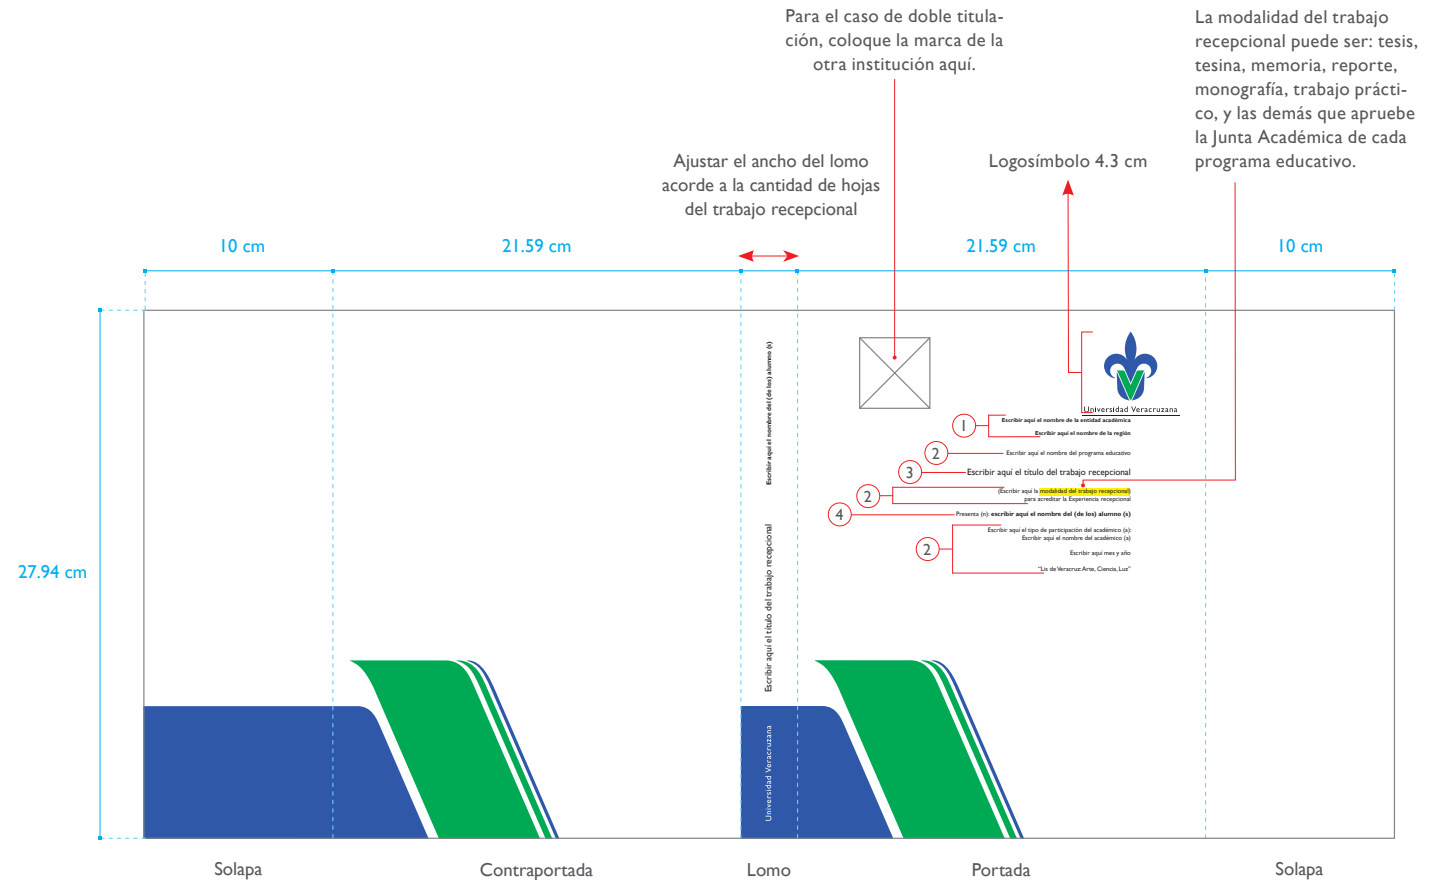 Para el caso de doble titula-
ción, coloque la marca de la
otra institución aquí.
La modalidad del trabajo
recepcional puede ser: tesis,
tesina, memoria, reporte,
monografía, trabajo prácti-
co, y las demás que apruebe
la Junta Académica de cada
programa educativo.
Ajustar el ancho del lomo
acorde a la cantidad de hojas
del trabajo recepcional
Logosímbolo 4.3 cm
10 cm
21.59 cm
21.59 cm
10 cm
27.94 cm
Escribir aquí el nombre del (de los) alumno (s)
Escribir aquí el título del trabajo recepcional
Universidad Veracruzana
Universidad Veracruzana
1
Escribir aquí el nombre de la entidad académica
Escribir aquí el nombre de la región
2
Escribir aquí el nombre del programa educativo
3
Escribir aquí el título del trabajo recepcional
2
(Escribir aquí la modalidad del trabajo recepcional)
para acreditar la Experiencia recepcional
4
Presenta (n): escribir aquí el nombre del (de los) alumno (s)
2
Escribir aquí el tipo de participación del académico (a):
Escribir aquí el nombre del académico (a)
Escribir aquí mes y año
"Lis de Veracruz: Arte, Ciencia, Luz"
Solapa
Contraportada
Lomo
Portada
Solapa